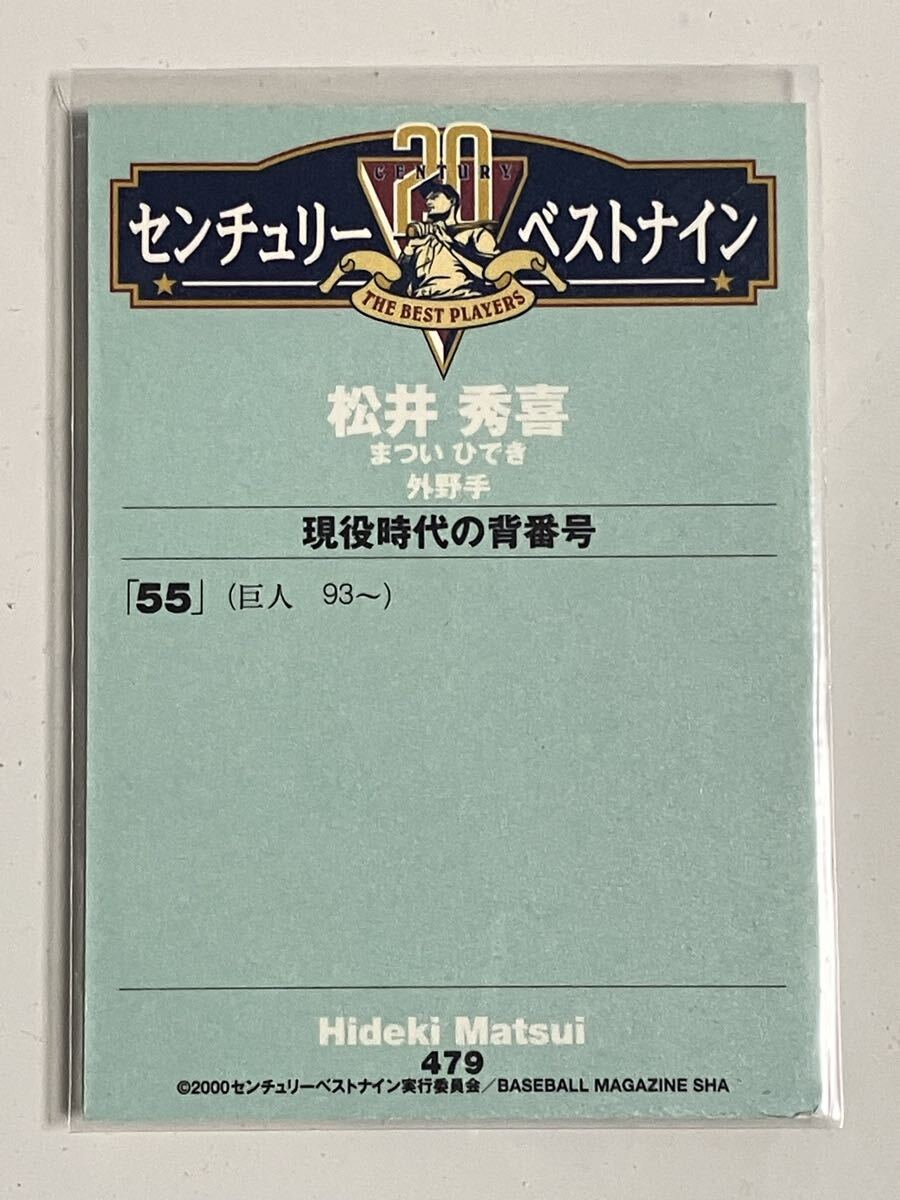 20
CENTURY
センチュリー ベストナイン
THE BEST PLAYERS
松井 秀喜
まつい ひでき
外野手
現役時代の背番号
「55」(巨人 93〜)
Hideki Matsui
479
©2000センチュリーベストナイン実行委員会/BASEBALL MAGAZINE SHA